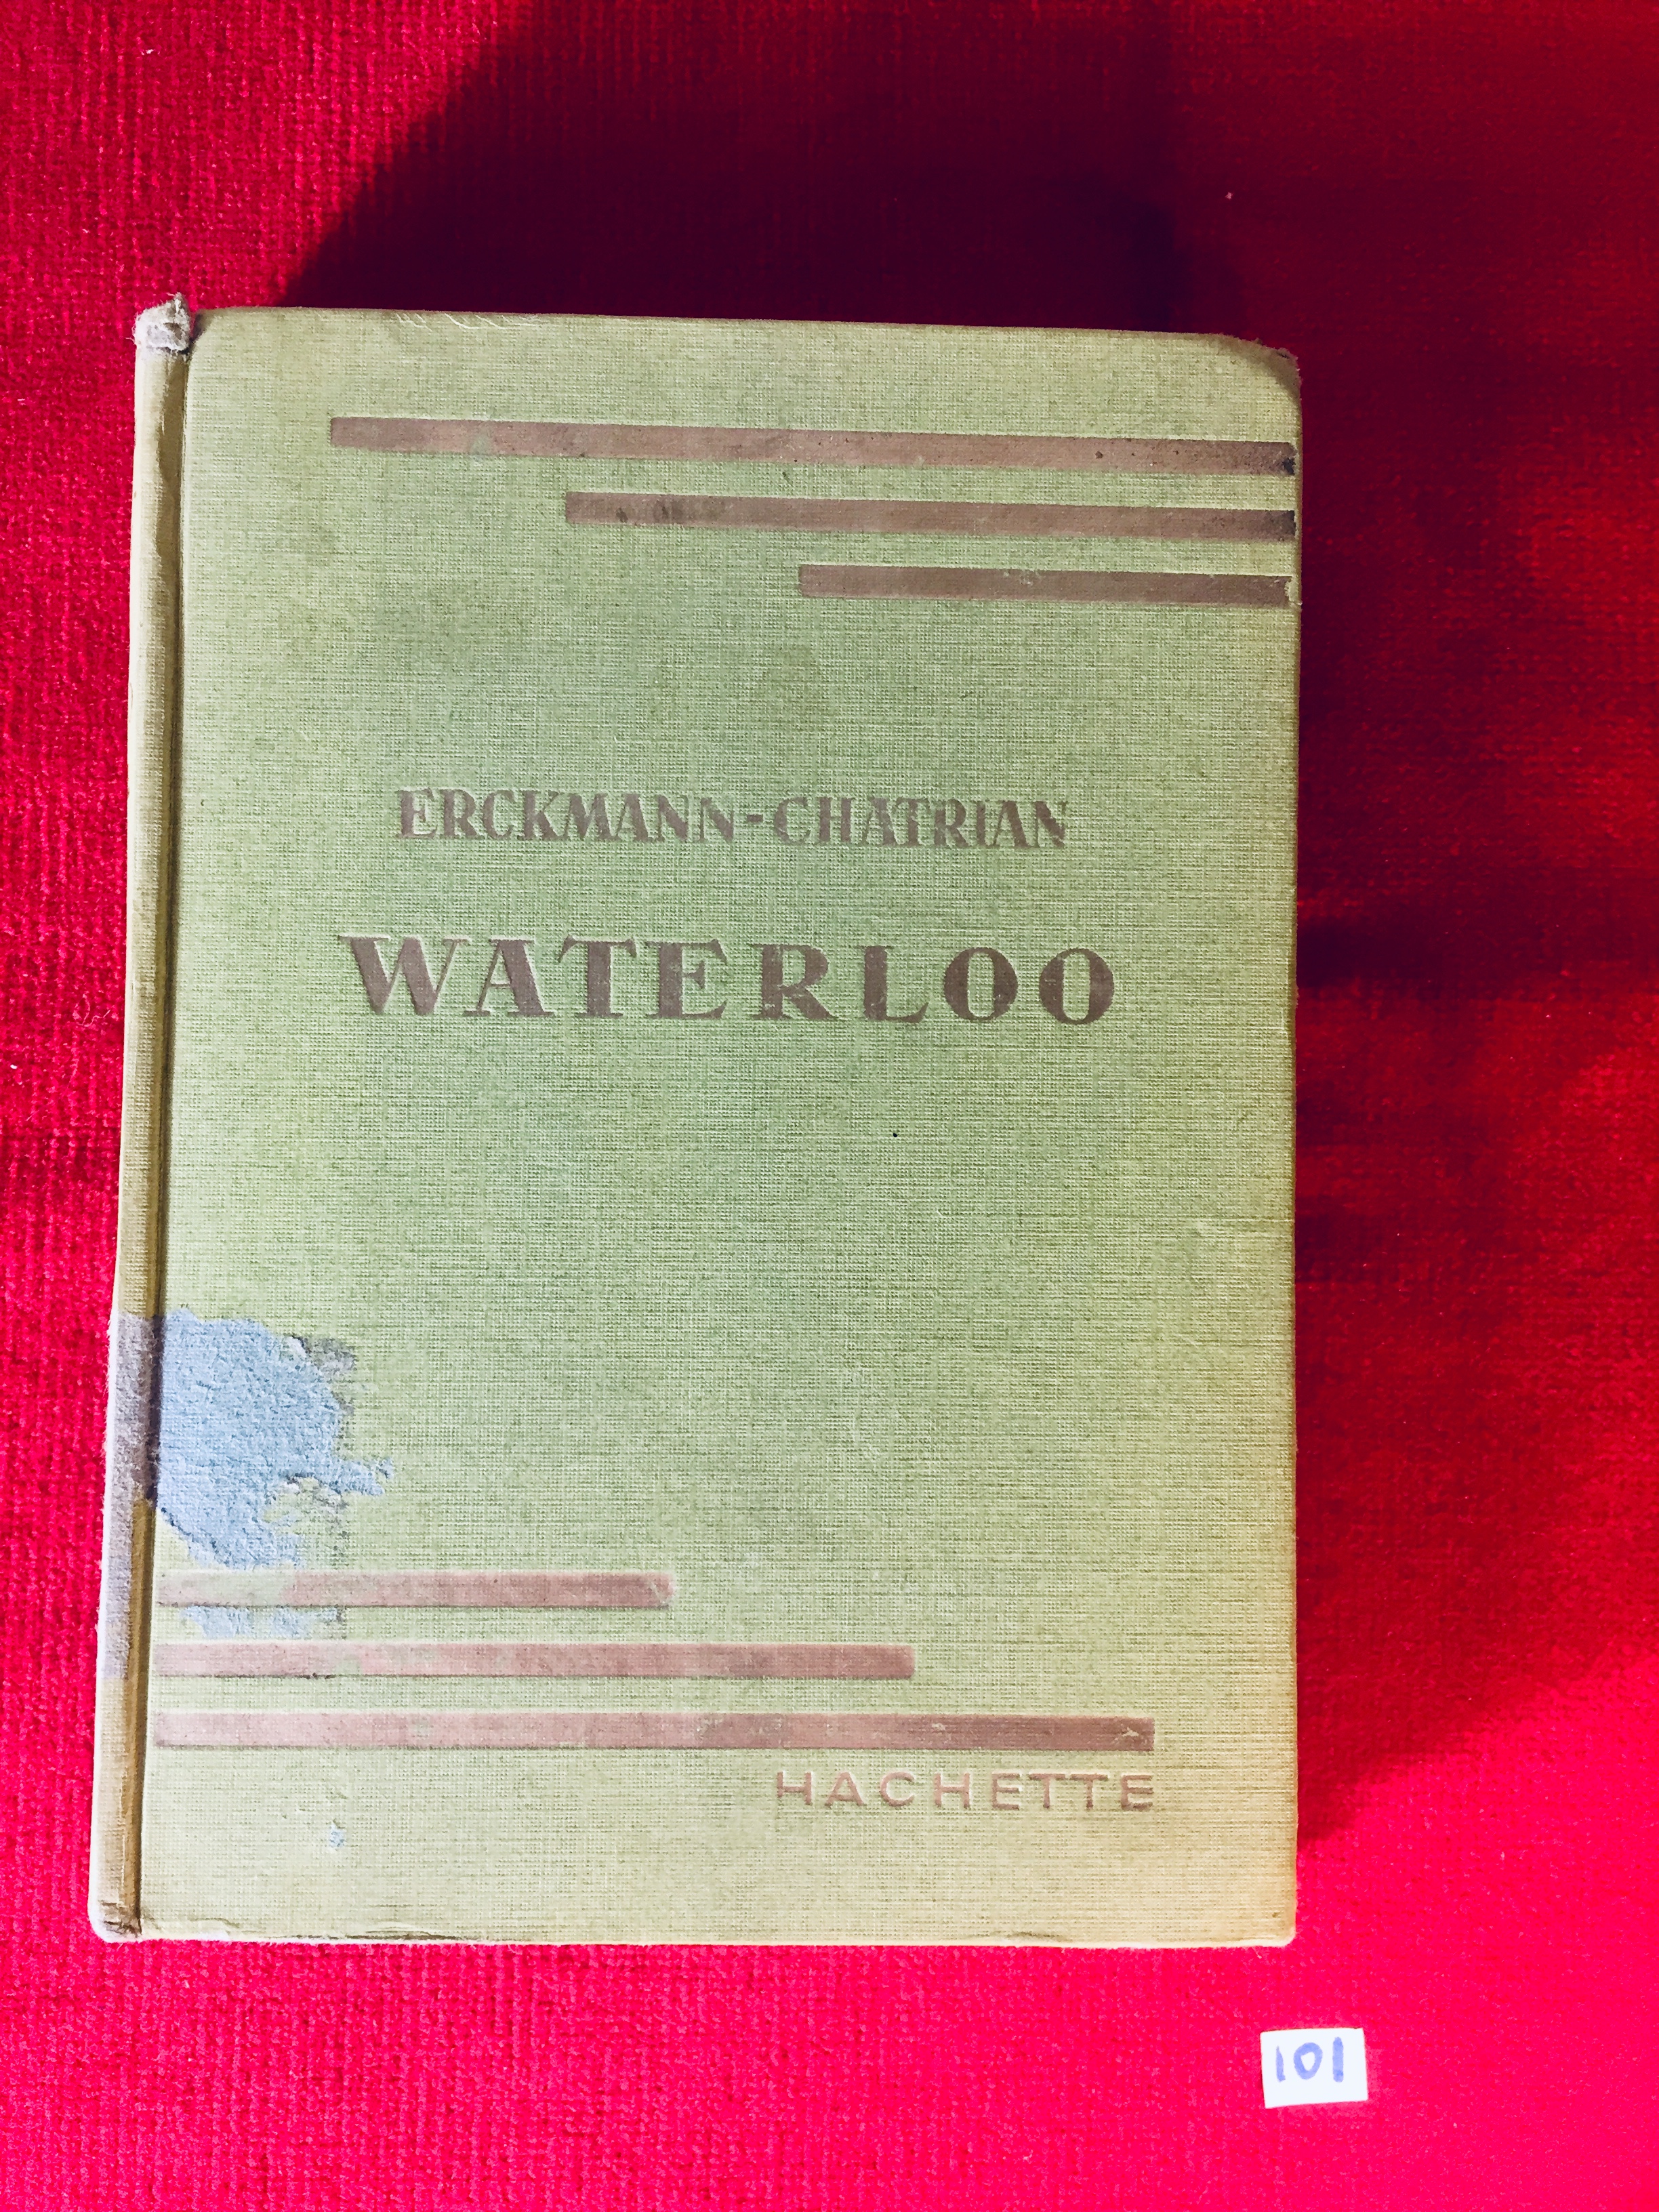 ERCKMANN-CHATRIAN
WATERLOO
HACHETTE
101